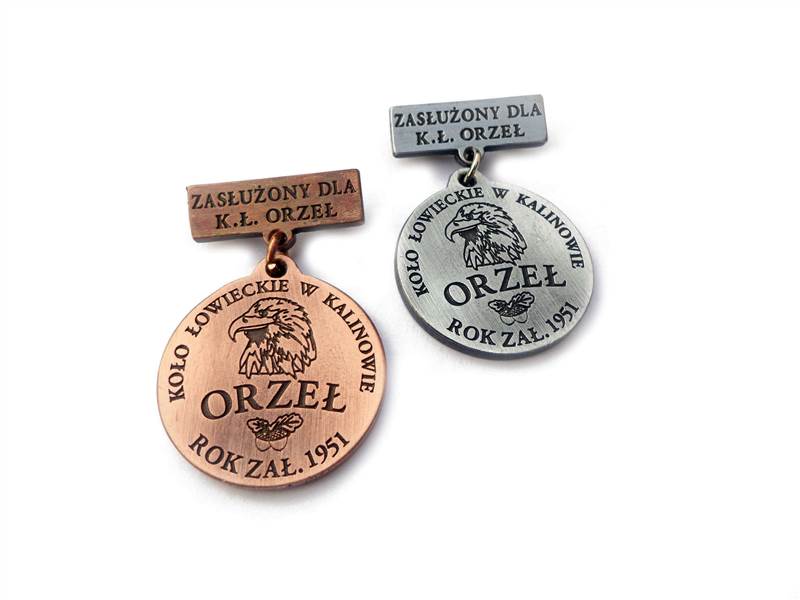 ZASŁUŻONY DLA
K.Ł. ORZEŁ
KOŁO ŁOWIECKIE W KALINOWIE
ORZEŁ
ROK ZAŁ. 1951
ZASŁUŻONY DLA
K.Ł. ORZEŁ
KOŁO ŁOWIECKIE W KALINOWIE
ORZEŁ
ROK ZAŁ. 1951